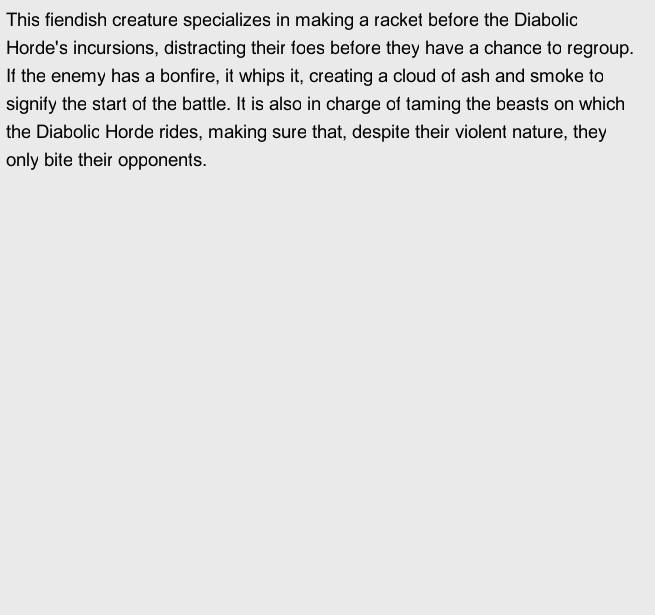 This fiendish creature specializes in making a racket before the Diabolic
Horde's incursions, distracting their foes before they have a chance to regroup.
If the enemy has a bonfire, it whips it, creating a cloud of ash and smoke to
signify the start of the battle. It is also in charge of taming the beasts on which
the Diabolic Horde rides, making sure that, despite their violent nature, they
only bite their opponents.